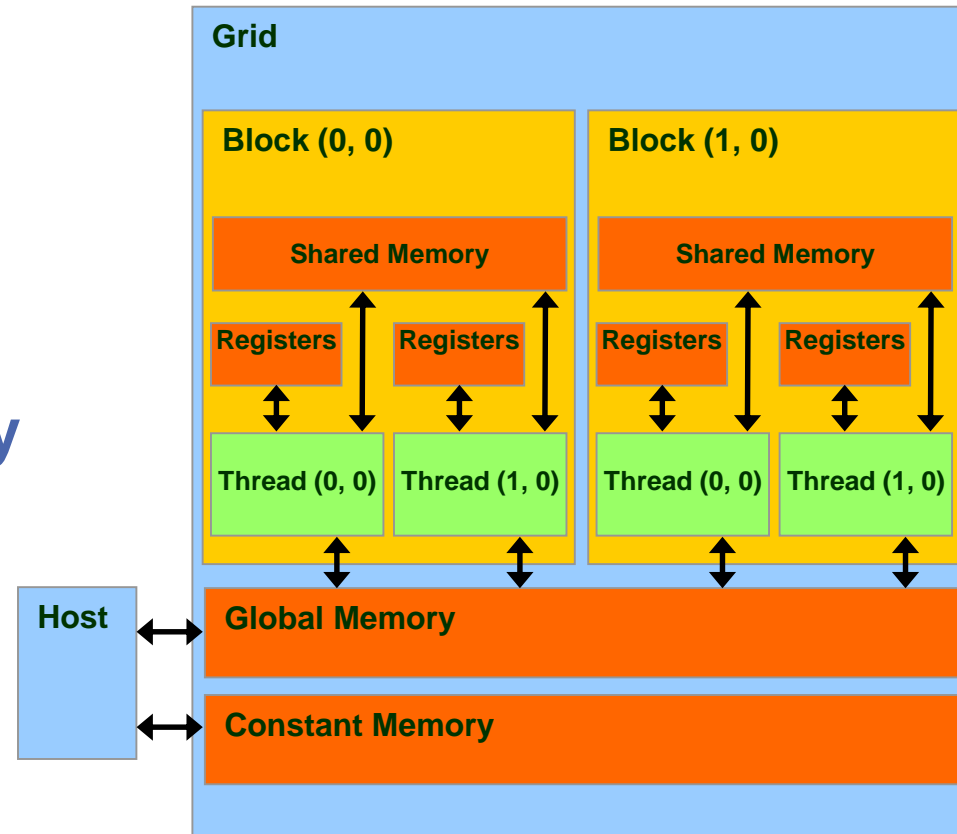 Grid
Block (0, 0)
Block (1, 0)
Shared Memory
Shared Memory
Registers
Registers
Registers
Registers
y
Thread (0, 0)
Thread (1, 0)
Thread (0, 0)
Thread (1, 0)
Host
Global Memory
Constant Memory